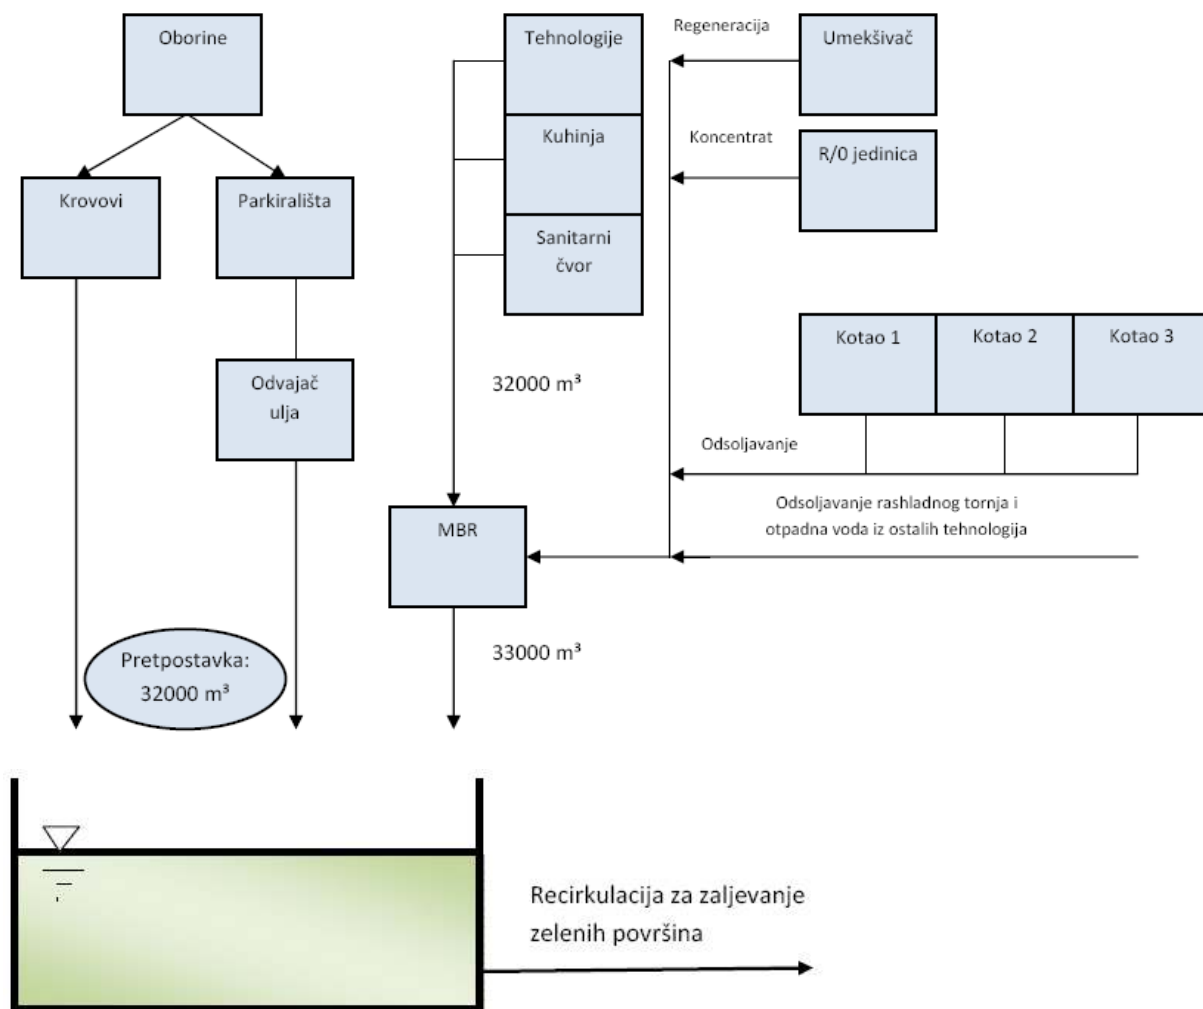 Oborine
Tehnologije
Regeneracija
Umekšivač
Kuhinja
Koncentrat
R/0 jedinica
Krovovi
Parkirališta
Sanitarni
čvor
Kotao 1
Kotao 2
Kotao 3
Odvajač
ulja
32000 m³
Odsoljavanje
Odsoljavanje rashladnog tornja i
otpadna voda iz ostalih tehnologija
MBR
33000 m³
Pretpostavka:
32000 m³
Recirkulacija za zaljevanje
zelenih površina